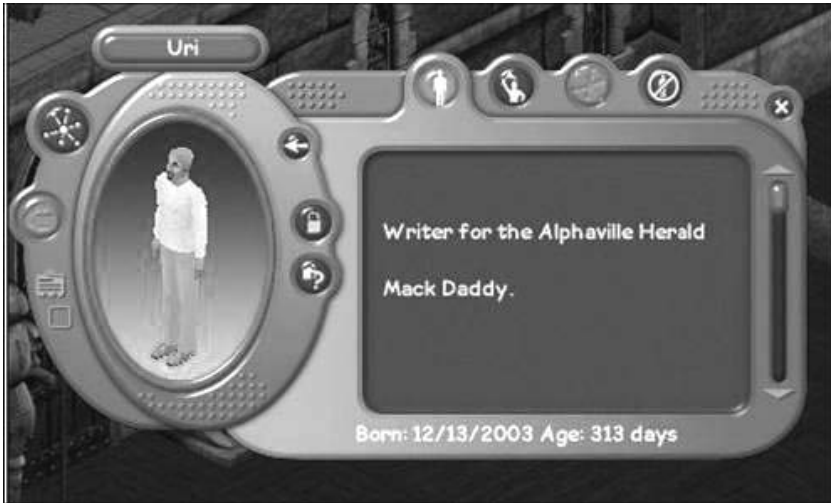 Uri
Writer for the Alphaville Herald
Mack Daddy.
Born: 12/13/2003 Age: 313 days